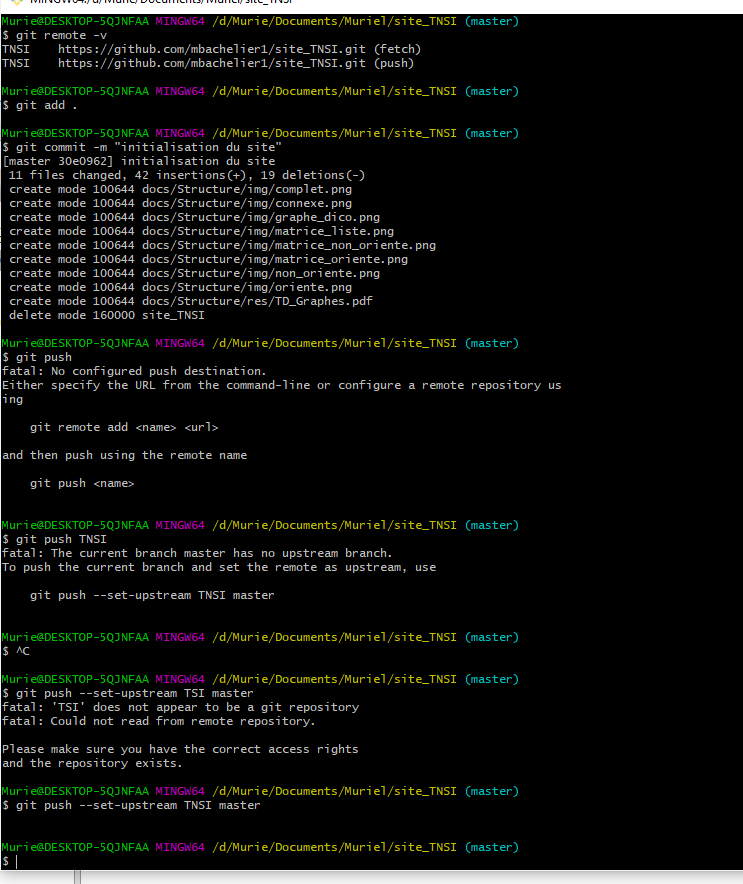 MINGW64:/d/Murie/Documents/Muriel/site_TNSI
Murie@DESKTOP-5QJNFAA MINGW64 /d/Murie/Documents/Muriel/site_TNSI (master)
$ git remote -v
TNSI    https://github.com/mbachelier1/site_TNSI.git (fetch)
TNSI    https://github.com/mbachelier1/site_TNSI.git (push)
Murie@DESKTOP-5QJNFAA MINGW64 /d/Murie/Documents/Muriel/site_TNSI (master)
$ git add .
Murie@DESKTOP-5QJNFAA MINGW64 /d/Murie/Documents/Muriel/site_TNSI (master)
$ git commit -m "initialisation du site"
[master 30e0962] initialisation du site
 11 files changed, 42 insertions(+), 19 deletions(-)
 create mode 100644 docs/Structure/img/complet.png
 create mode 100644 docs/Structure/img/connexe.png
 create mode 100644 docs/Structure/img/graphe_dico.png
 create mode 100644 docs/Structure/img/matrice_liste.png
 create mode 100644 docs/Structure/img/matrice_non_oriente.png
 create mode 100644 docs/Structure/img/matrice_oriente.png
 create mode 100644 docs/Structure/img/non_oriente.png
 create mode 100644 docs/Structure/img/oriente.png
 create mode 100644 docs/Structure/res/TD_Graphes.pdf
 delete mode 160000 site_TNSI
Murie@DESKTOP-5QJNFAA MINGW64 /d/Murie/Documents/Muriel/site_TNSI (master)
$ git push
fatal: No configured push destination.
Either specify the URL from the command-line or configure a remote repository us
ing
    git remote add <name> <url>
and then push using the remote name
    git push <name>
Murie@DESKTOP-5QJNFAA MINGW64 /d/Murie/Documents/Muriel/site_TNSI (master)
$ git push TNSI
fatal: The current branch master has no upstream branch.
To push the current branch and set the remote as upstream, use
    git push --set-upstream TNSI master
Murie@DESKTOP-5QJNFAA MINGW64 /d/Murie/Documents/Muriel/site_TNSI (master)
$ ^C
Murie@DESKTOP-5QJNFAA MINGW64 /d/Murie/Documents/Muriel/site_TNSI (master)
$ git push --set-upstream TSI master
fatal: 'TSI' does not appear to be a git repository
fatal: Could not read from remote repository.
Please make sure you have the correct access rights
and the repository exists.
Murie@DESKTOP-5QJNFAA MINGW64 /d/Murie/Documents/Muriel/site_TNSI (master)
$ git push --set-upstream TNSI master
Murie@DESKTOP-5QJNFAA MINGW64 /d/Murie/Documents/Muriel/site_TNSI (master)
$